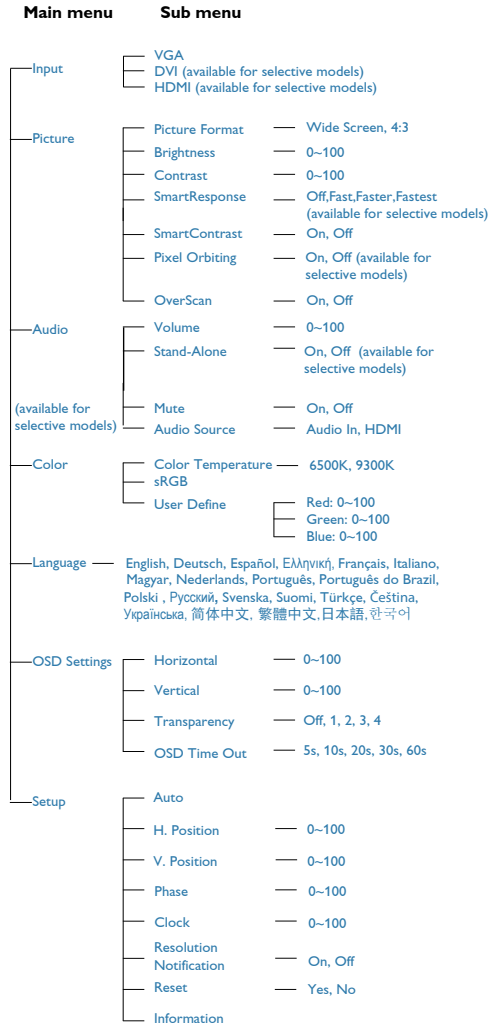 Main menu Sub menu
Input
VGA
DVI (available for selective models)
HDMI (available for selective models)
Picture
Picture Format Wide Screen, 4:3
Brightness 0~100
Contrast 0~100
SmartResponse Off,Fast,Faster,Fastest
(available for selective models)
SmartContrast On, Off
Pixel Orbiting On, Off (available for
selective models)
OverScan On, Off
Audio
(available for
selective models)
Volume 0~100
Stand-Alone On, Off (available for
selective models)
Mute On, Off
Audio Source Audio In, HDMI
Color
Color Temperature 6500K, 9300K
sRGB
User Define Red: 0~100
Green: 0~100
Blue: 0~100
Language English, Deutsch, Español, Ελληνική, Français, Italiano,
Magyar, Nederlands, Português, Português do Brazil,
Polski , Русский, Svenska, Suomi, Türkçe, Čeština,
Українська, 简体中文, 繁體中文,日本語,한국어
OSD Settings
Horizontal 0~100
Vertical 0~100
Transparency Off, 1, 2, 3, 4
OSD Time Out 5s, 10s, 20s, 30s, 60s
Setup
Auto
H. Position 0~100
V. Position 0~100
Phase 0~100
Clock 0~100
Resolution
Notification On, Off
Reset Yes, No
Information